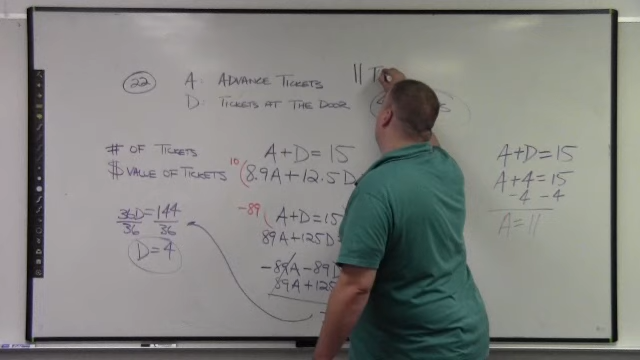 22
A: ADVANCE TICKETS
11 T
D: TICKETS AT THE DOOR
# OF TICKETS
A+D=15
$ VALUE OF TICKETS
10 (8.9A+12.5D
-89 ( A+D=15
89A+125D
-89A-89D
89A+125
36D=144
36 36
D=4
A+D=15
A+4=15
-4 -4
A=11